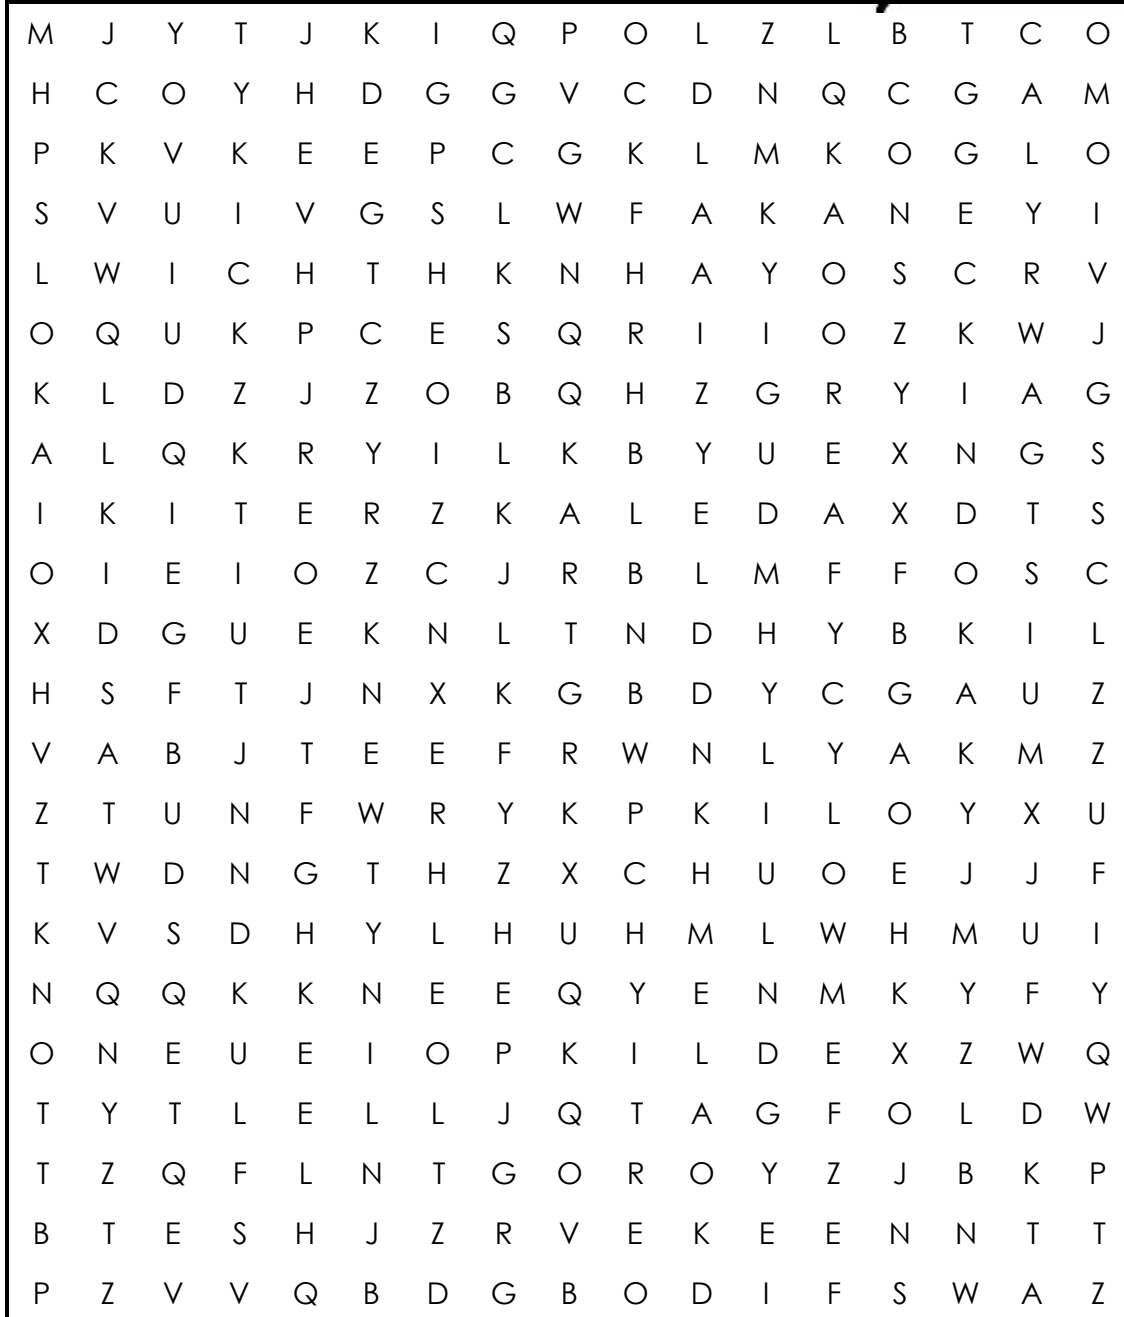 M J Y T J K I Q P O L Z L B T C O
H C O Y H D G G V C D N Q C G A M
P K V K E E P C G K L M K O G L O
S V U I V G S L W F A K A N E Y I
L W I C H T H K N H A Y O S C R V
O Q U K P C E S Q R I I O Z K W J
K L D Z J Z O B Q H Z G R Y I A G
A L Q K R Y I L K B Y U E X N G S
I K I T E R Z K A L E D A X D T S
O I E I O Z C J R B L M F F O S C
X D G U E K N L T N D H Y B K I L
H S F T J N X K G B D Y C G A U Z
V A B J T E E F R W N L Y A K M Z
Z T U N F W R Y K P K I L O Y X U
T W D N G T H Z X C H U O E J J F
K V S D H Y L H U H M L W H M U I
N Q Q K K N E E Q Y E N M K Y F Y
O N E U E I O P K I L D E X Z W Q
T Y T L E L L J Q T A G F O L D W
T Z Q F L N T G O R O Y Z J B K P
B T E S H J Z R V E K E E N N T T
P Z V V Q B D G B O D I F S W A Z